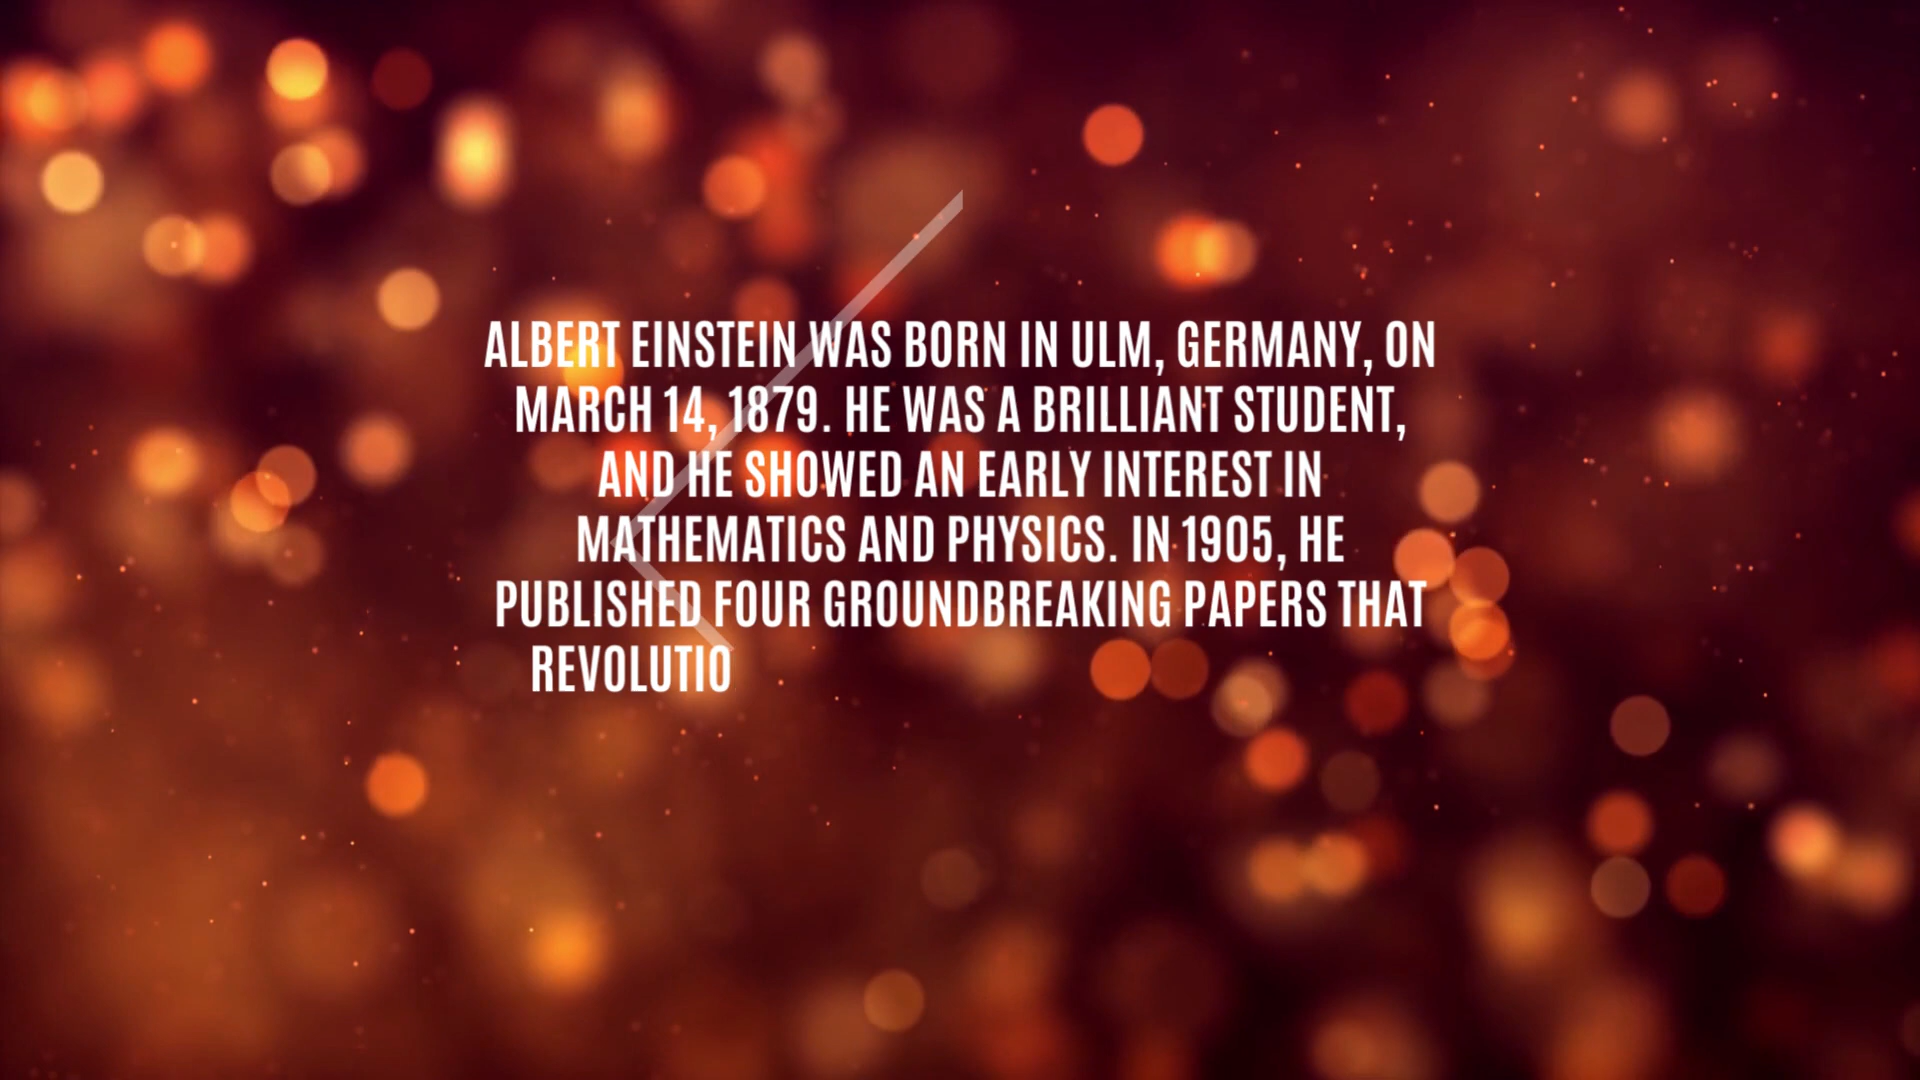 ALBERT EINSTEIN WAS BORN IN ULM, GERMANY, ON
MARCH 14, 1879. HE WAS A BRILLIANT STUDENT,
AND HE SHOWED AN EARLY INTEREST IN
MATHEMATICS AND PHYSICS. IN 1905, HE
PUBLISHED FOUR GROUNDBREAKING PAPERS THAT
REVOLUTIO